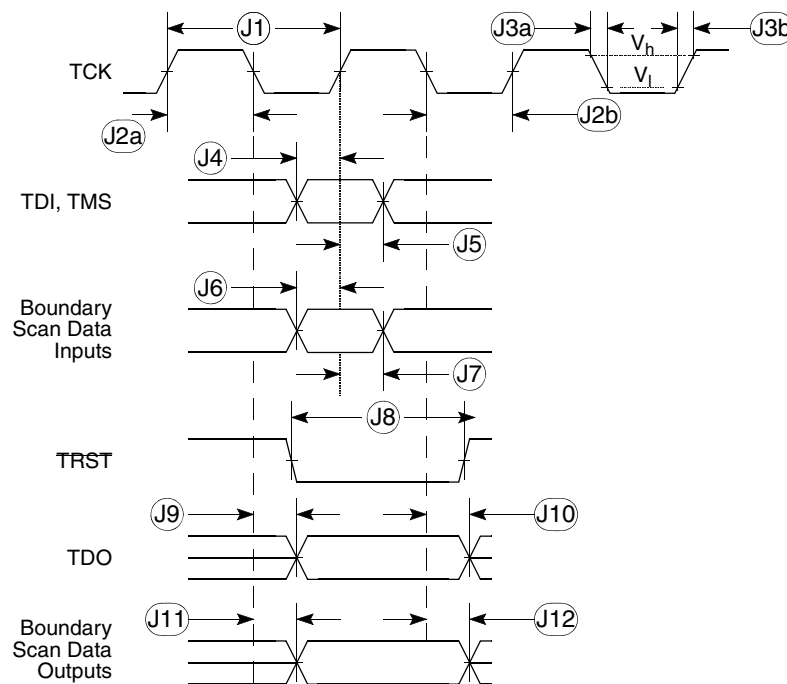 J1
J3a
J3b
Vh
TCK
Vl
J2a
J2b
J4
TDI, TMS
J5
J6
Boundary
Scan Data
Inputs
J7
J8
TRST
J9
J10
TDO
J11
J12
Boundary
Scan Data
Outputs